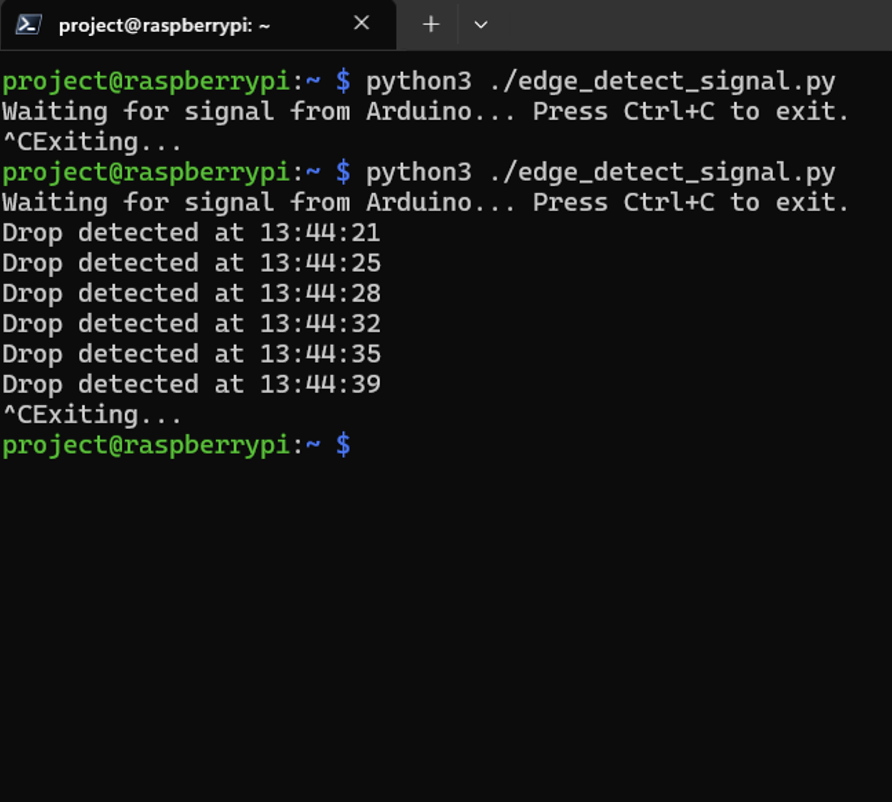 project@raspberrypi: ~
project@raspberrypi:~ $ python3 ./edge_detect_signal.py
Waiting for signal from Arduino... Press Ctrl+C to exit.
^CExiting...
project@raspberrypi:~ $ python3 ./edge_detect_signal.py
Waiting for signal from Arduino... Press Ctrl+C to exit.
Drop detected at 13:44:21
Drop detected at 13:44:25
Drop detected at 13:44:28
Drop detected at 13:44:32
Drop detected at 13:44:35
Drop detected at 13:44:39
^CExiting...
project@raspberrypi:~ $